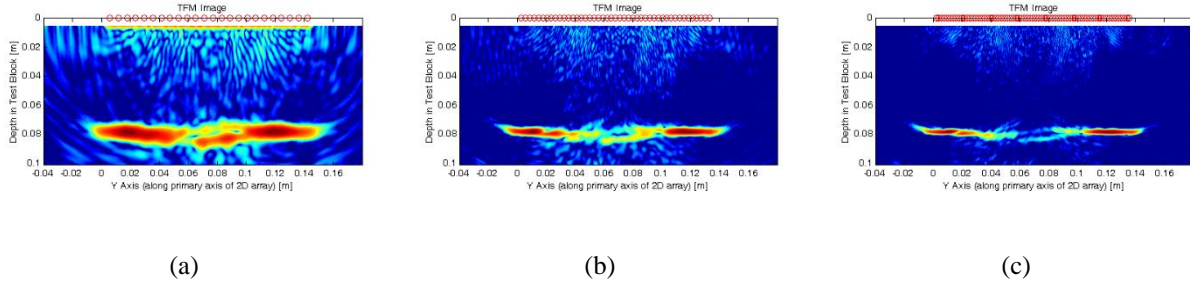 TFM Image
0
0.02
0.04
0.06
0.08
0.1
Depth in Test Block [m]
-0.04 -0.02 0 0.02 0.04 0.06 0.08 0.10 0.12 0.14 0.16
Y Axis (along primary axis of 2D array) [m]
(a)
TFM Image
0
0.02
0.04
0.06
0.08
0.1
Depth in Test Block [m]
-0.04 -0.02 0 0.02 0.04 0.06 0.08 0.10 0.12 0.14 0.16
Y Axis (along primary axis of 2D array) [m]
(b)
TFM Image
0
0.02
0.04
0.06
0.08
0.1
Depth in Test Block [m]
-0.04 -0.02 0 0.02 0.04 0.06 0.08 0.10 0.12 0.14 0.16
Y Axis (along primary axis of 2D array) [m]
(c)